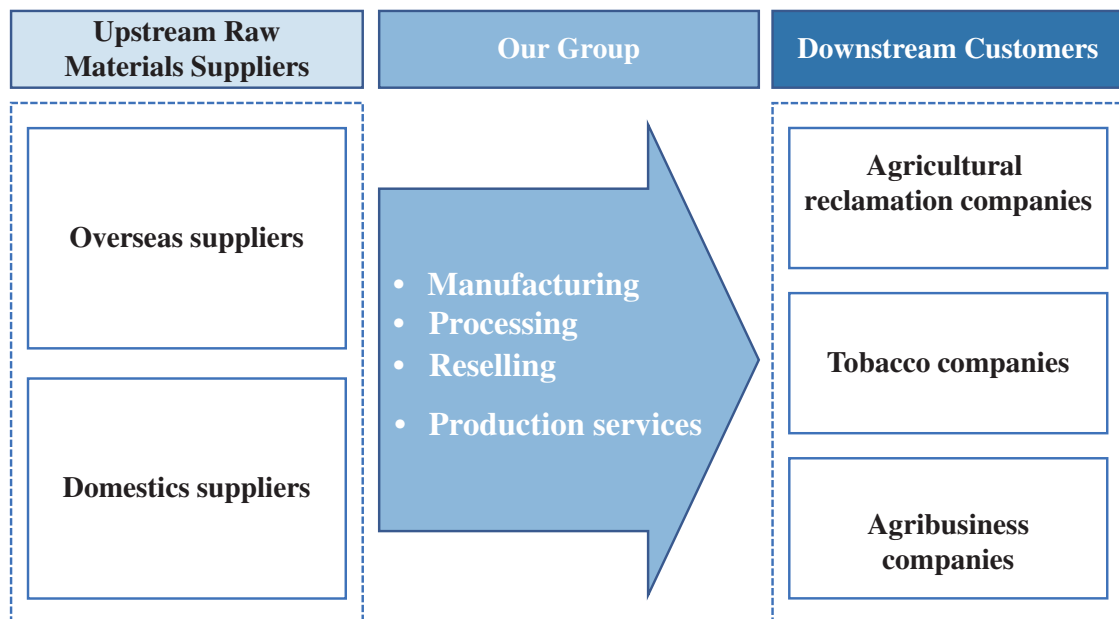 Upstream Raw
Materials Suppliers
Our Group
Downstream Customers
Overseas suppliers
Domestics suppliers
• Manufacturing
• Processing
• Reselling
• Production services
Agricultural
reclamation companies
Tobacco companies
Agribusiness
companies